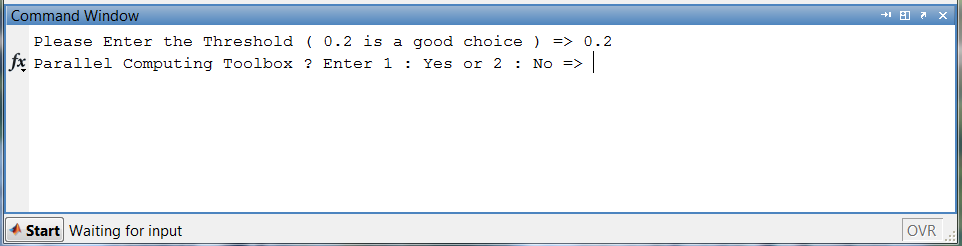 Command Window
Please Enter the Threshold ( 0.2 is a good choice ) => 0.2
fx Parallel Computing Toolbox ? Enter 1 : Yes or 2 : No =>
Start Waiting for input OVR